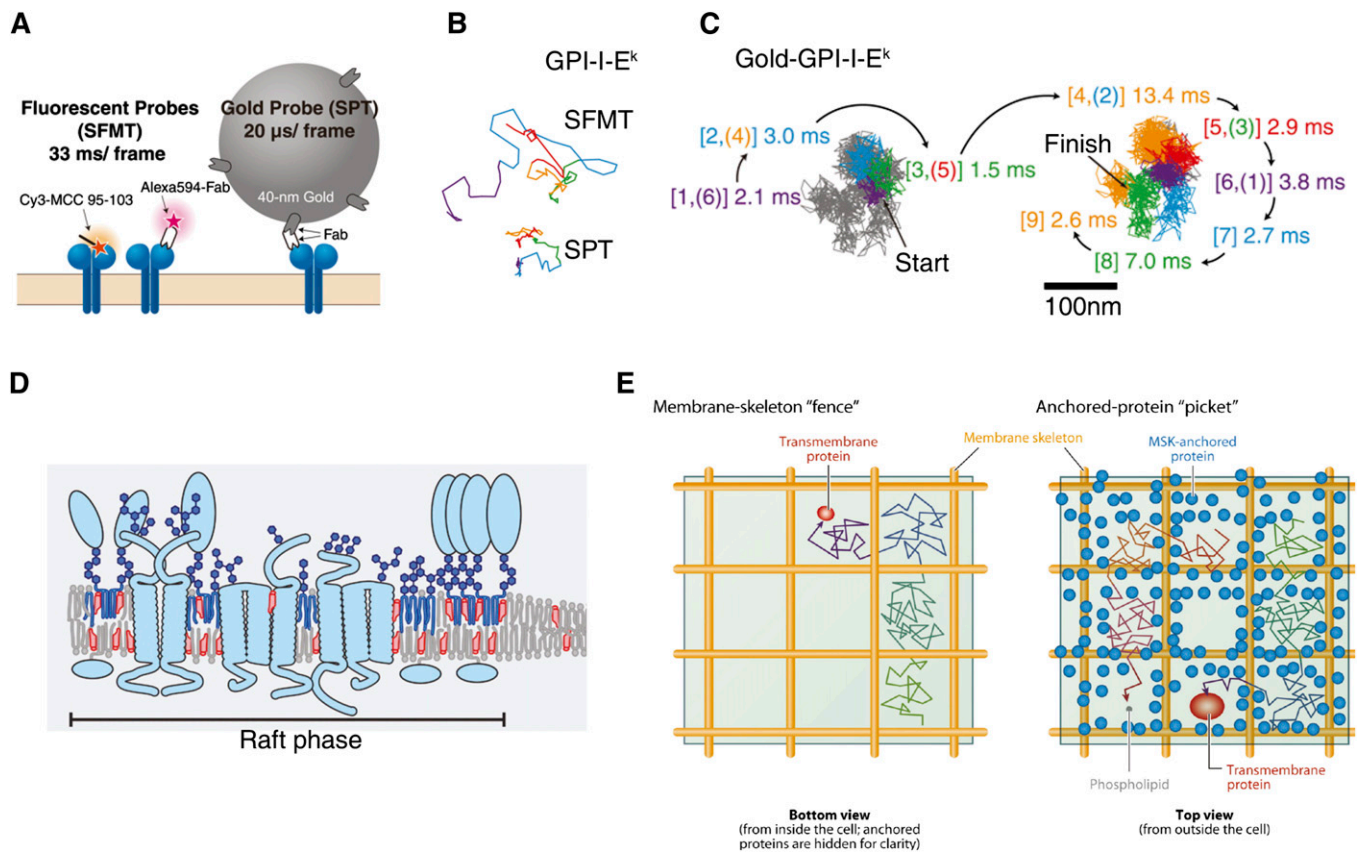 A
Fluorescent Probes
(SFMT)
33 ms/ frame
Gold Probe (SPT)
20 µs/ frame
Alexa594-Fab
Cy3-MCC 95-103
40-nm Gold
Fab
B
GPI-I-Eᵏ
SFMT
SPT
C
Gold-GPI-I-Eᵏ
[1,(6)] 2.1 ms
[2,(4)] 3.0 ms
[3,(5)] 1.5 ms
Start
[4,(2)] 13.4 ms
[5,(3)] 2.9 ms
Finish
[6,(1)] 3.8 ms
[7] 2.7 ms
[8] 7.0 ms
[9] 2.6 ms
100nm
D
Raft phase
E
Membrane-skeleton "fence"
Anchored-protein "picket"
Transmembrane
protein
Membrane skeleton
MSK-anchored
protein
Phospholipid
Transmembrane
protein
Bottom view
(from inside the cell; anchored
proteins are hidden for clarity)
Top view
(from outside the cell)